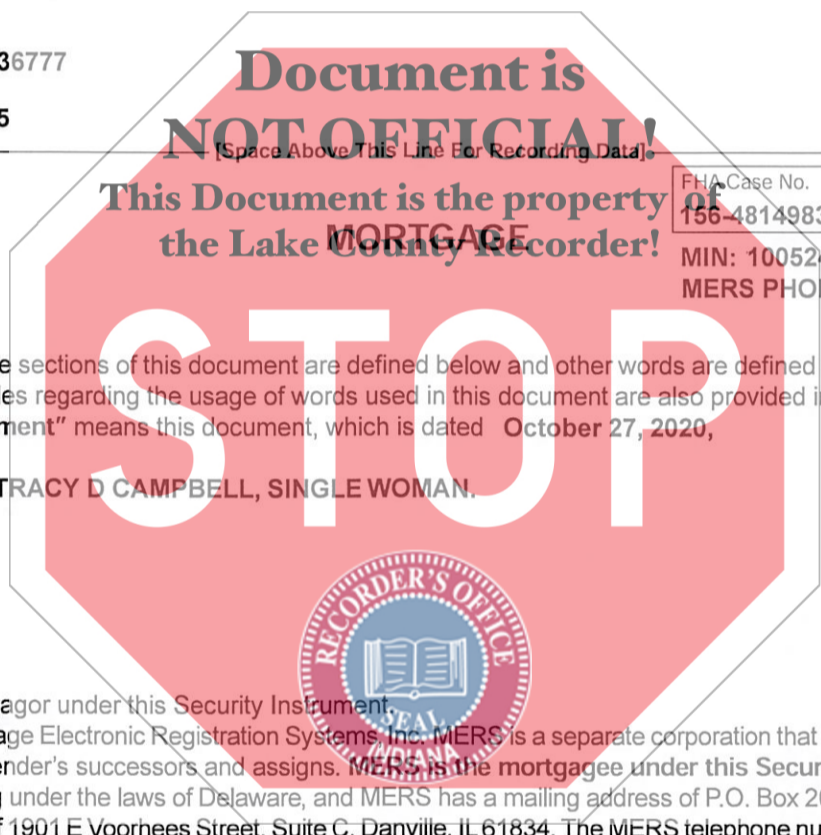 36777
Document is
5
NOT OFFICIAL!
[Space Above This Line For Recording Data]
FHA Case No.
This Document is the property of
156-4814983
MORTGAGE
the Lake County Recorder!
MIN: 10052
MERS PHO
STOP
e sections of this document are defined below and other words are defined
es regarding the usage of words used in this document are also provided i
ment” means this document, which is dated October 27, 2020,
TRACY D CAMPBELL, SINGLE WOMAN.
RECORDER'S OFFICE
SEAL
INDIANA
agor under this Security Instrument.
age Electronic Registration Systems, Inc. MERS is a separate corporation that
ender's successors and assigns. MERS is the mortgagee under this Secur
under the laws of Delaware, and MERS has a mailing address of P.O. Box 2
f 1901 E Voorhees Street, Suite C, Danville, IL 61834. The MERS telephone nu